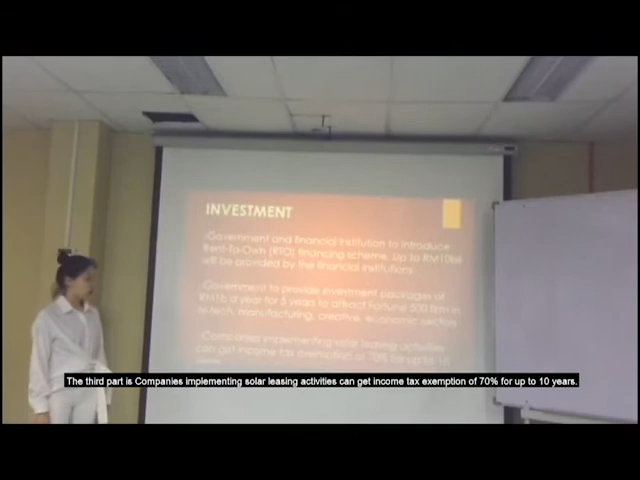 INVESTMENT
Government and financial institution to introduce
Rent-To-Own (RTO) financing scheme. Up to RM10bil
will be provided by the financial institutions.
Government to provide investment packages of
RM1b a year for 5 years to attract Fortune 500 firm in
hi-tech, manufacturing, creative, economic sectors
Companies implementing solar leasing activities
can get income tax exemption of 70% for up to 10
The third part is Companies implementing solar leasing activities can get income tax exemption of 70% for up to 10 years.